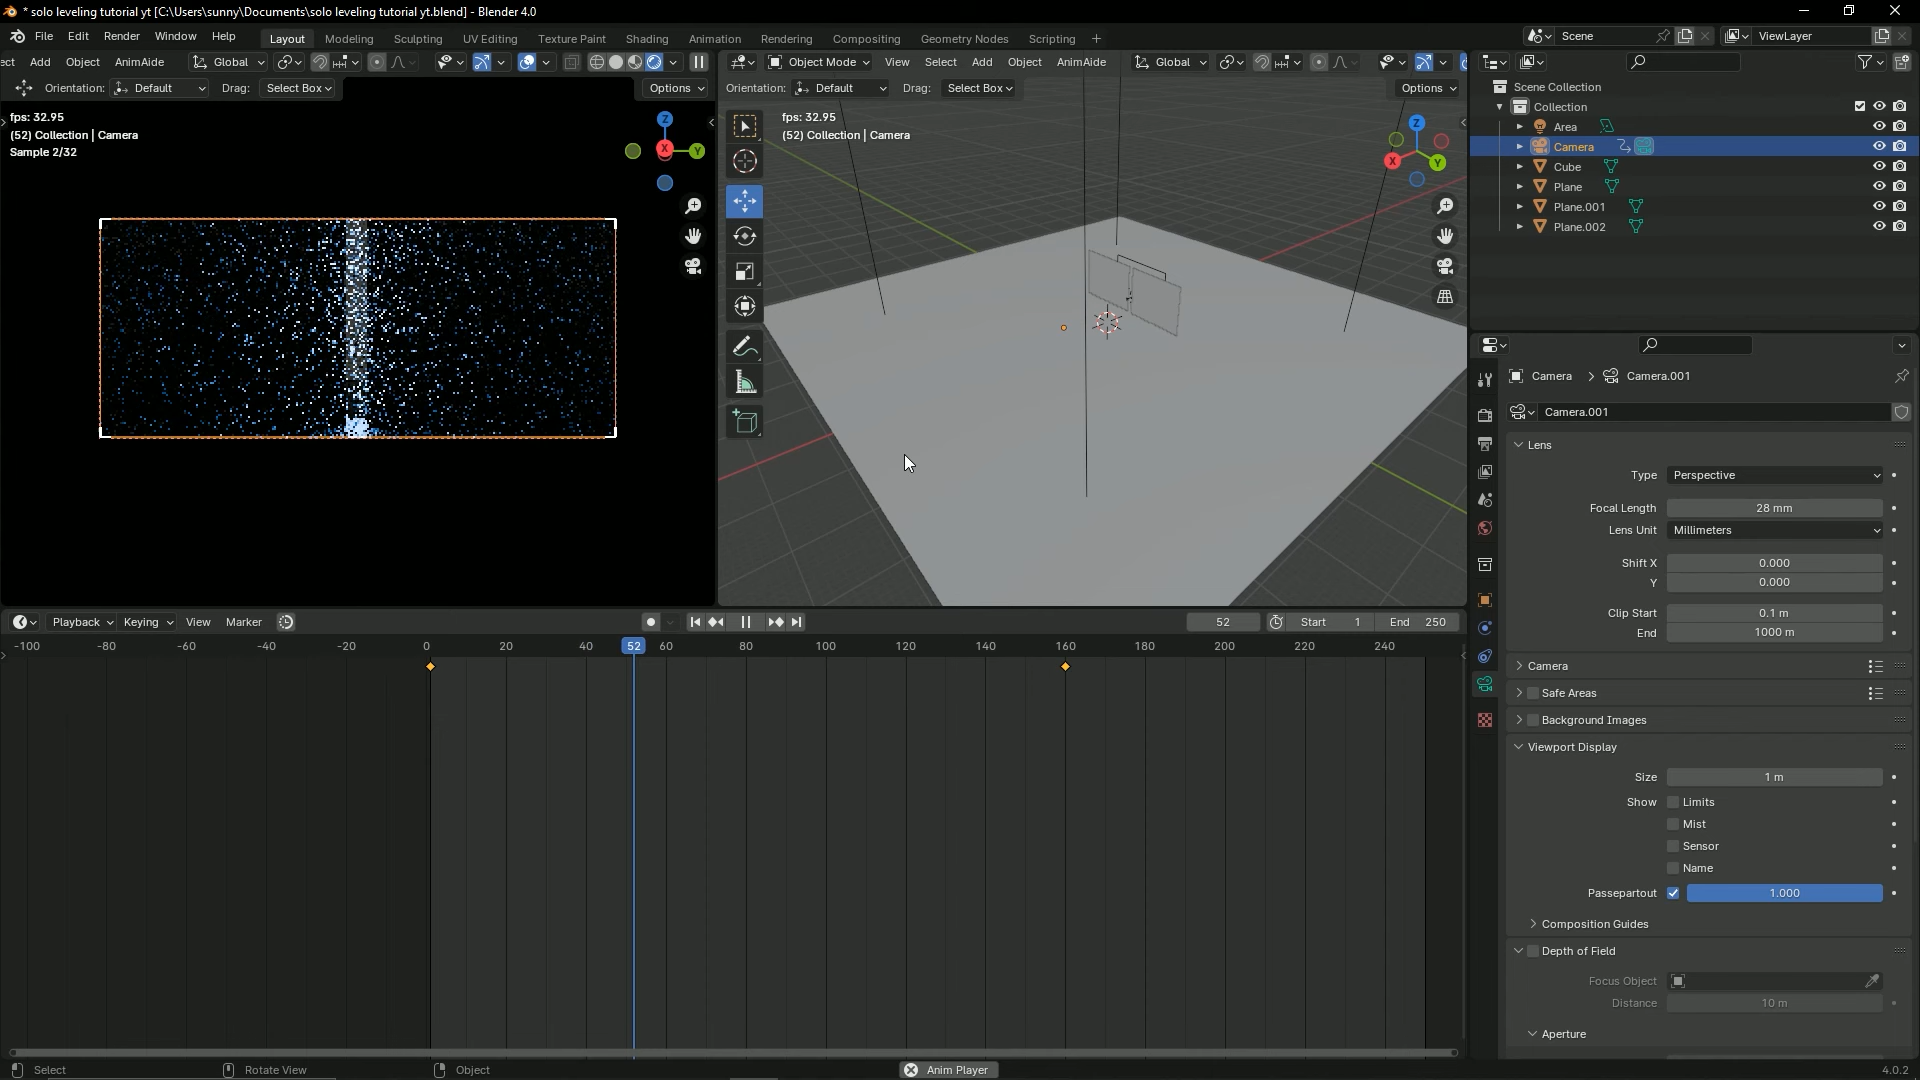 * solo leveling tutorial yt [C:\Users\sunny\Documents\solo leveling tutorial yt.blend] - Blender 4.0
File Edit Render Window Help Layout Modeling Sculpting UV Editing Texture Paint Shading Animation Rendering Compositing Geometry Nodes Scripting + Scene ViewLayer
ect Add Object AnimAide Global Object Mode View Select Add Object AnimAide Global
Orientation: Default Drag: Select Box Options Orientation: Default Drag: Select Box Options
fps: 32.95
(52) Collection | Camera
Sample 2/32
Z
X
Y
fps: 32.95
(52) Collection | Camera
Z
X
Y
Scene Collection
Collection
Area
Camera
Cube
Plane
Plane.001
Plane.002
Camera Camera.001
Camera.001
Lens
Type Perspective
Focal Length 28 mm
Lens Unit Millimeters
Shift X 0.000
Y 0.000
Clip Start 0.1 m
End 1000 m
Camera
Safe Areas
Background Images
Viewport Display
Size 1 m
Show Limits
Mist
Sensor
Name
Passepartout 1.000
Composition Guides
Depth of Field
Focus Object
Distance 10 m
Aperture
Playback Keying View Marker 52 Start 1 End 250
-100 -80 -60 -40 -20 0 20 40 52 60 80 100 120 140 160 180 200 220 240
Select Rotate View Object Anim Player 4.0.2